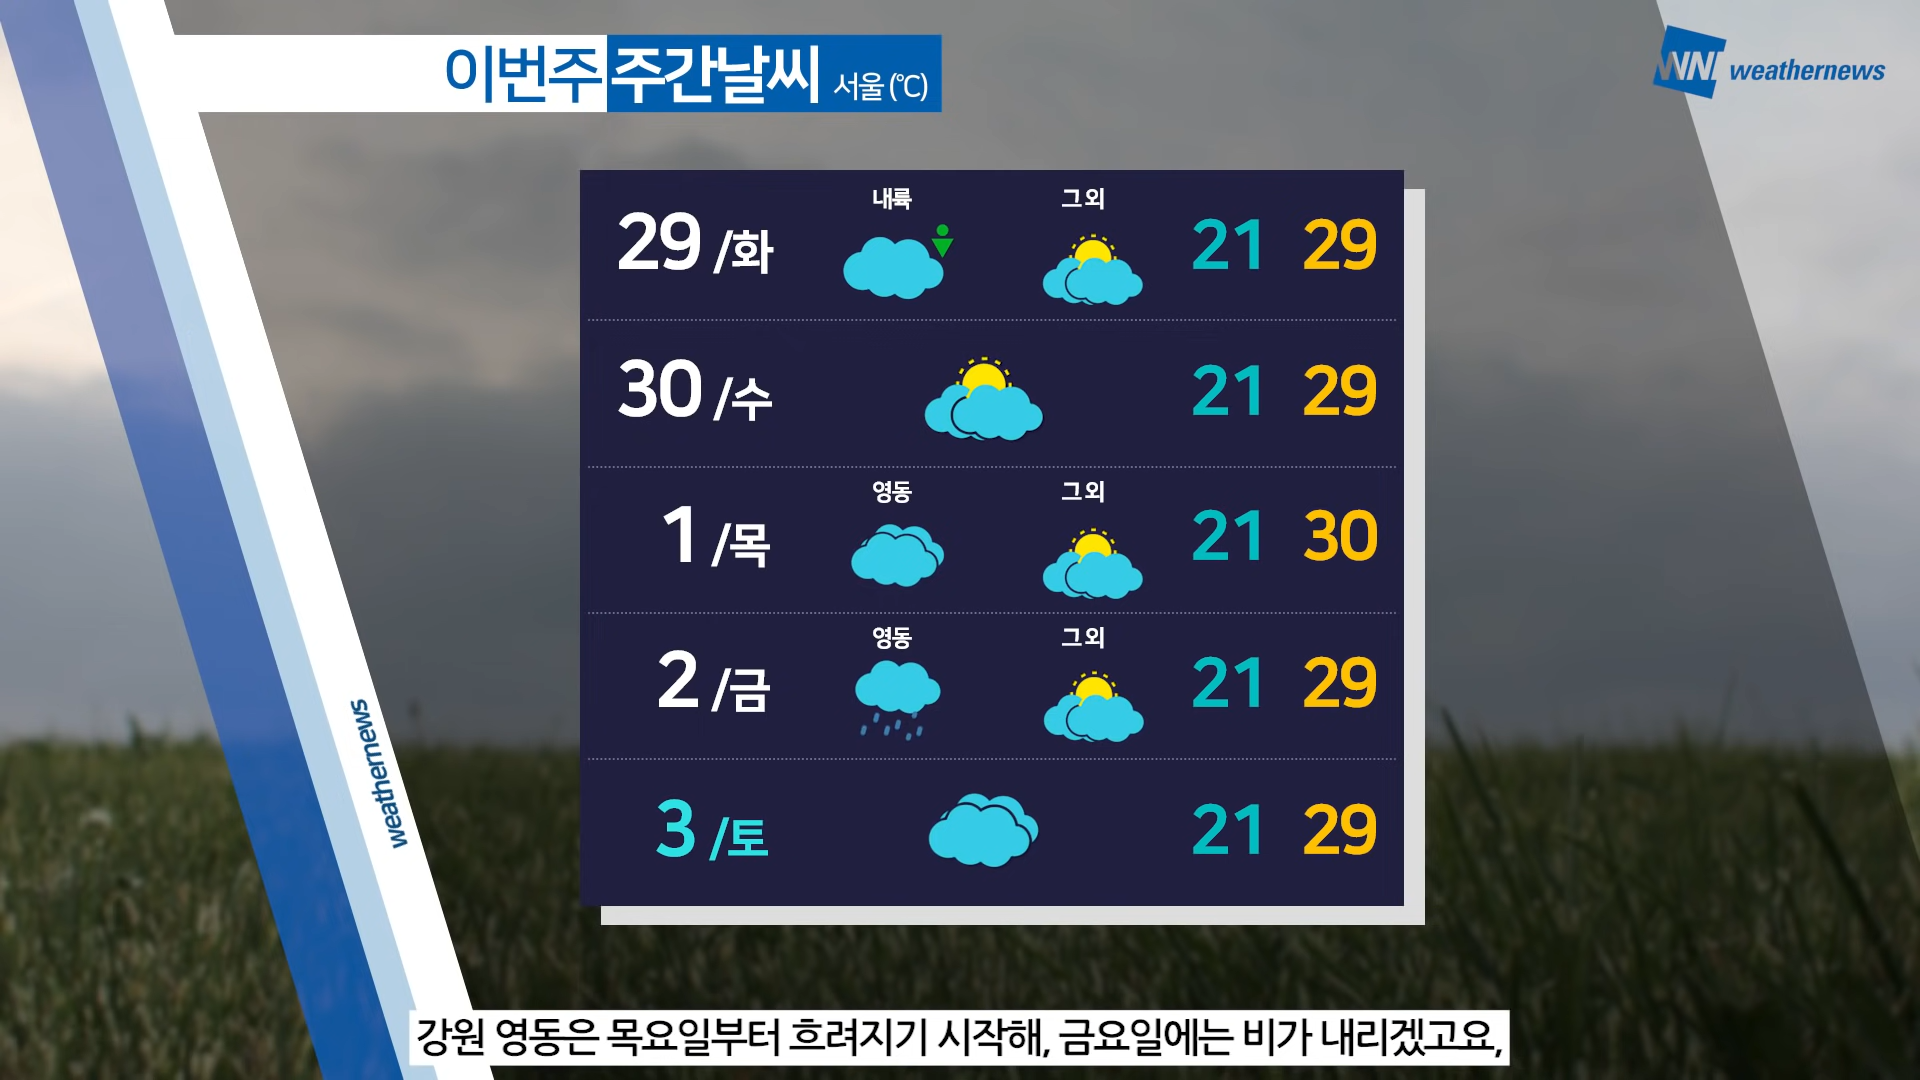 이번주 주간날씨 서울 (℃)
weathernews
내륙 그 외
29 /화 21 29
30 /수 21 29
영동 그 외
1 /목 21 30
영동 그 외
2 /금 21 29
3 /토 21 29
weathernews
강원 영동은 목요일부터 흐려지기 시작해, 금요일에는 비가 내리겠고요,